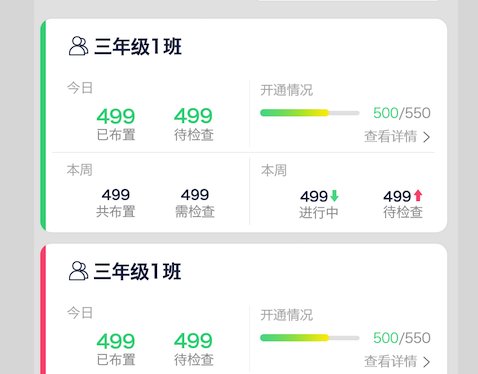 三年级1班
今日
开通情况
499 499
500/550
已布置 待检查
查看详情
本周
本周
499 499
499 499
共布置 需检查
进行中 待检查
三年级1班
今日
开通情况
499 499
500/550
已布置 待检查
查看详情